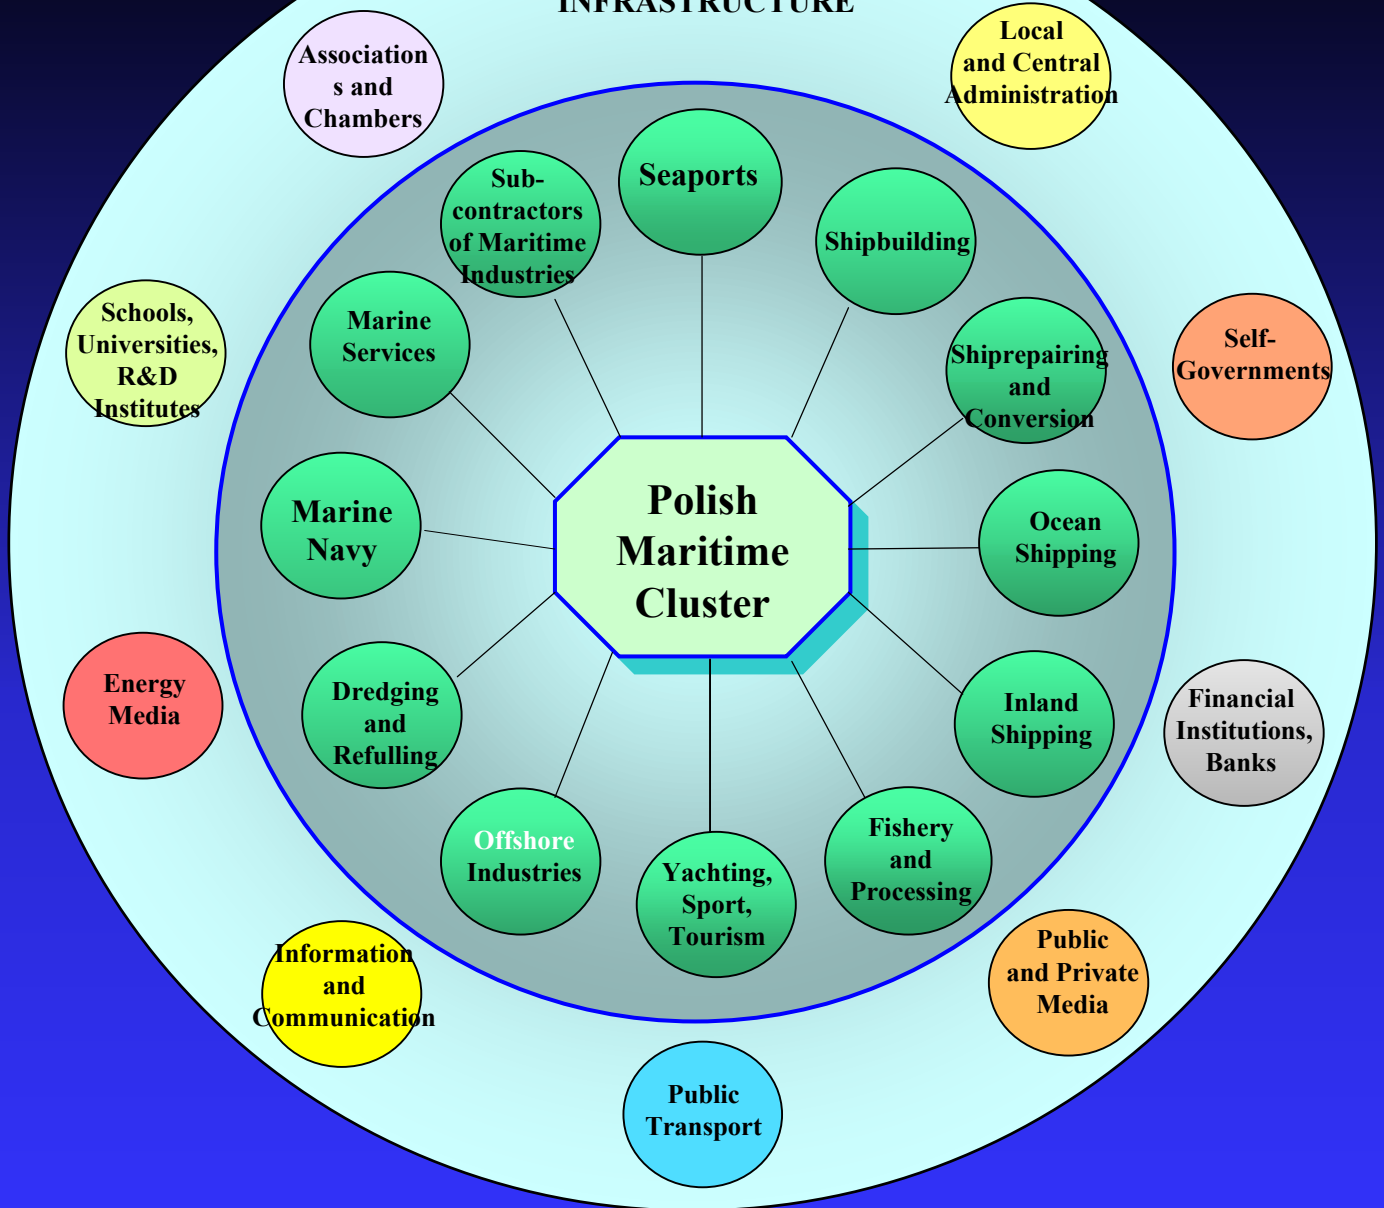 INFRASTRUCTURE
Association
s and
Chambers
Local
and Central
Administration
Sub-
contractors
of Maritime
Industries
Seaports
Shipbuilding
Schools,
Universities,
R&D
Institutes
Marine
Services
Shiprepairing
and
Conversion
Self-
Governments
Marine
Navy
Polish
Maritime
Cluster
Ocean
Shipping
Energy
Media
Dredging
and
Refulling
Inland
Shipping
Financial
Institutions,
Banks
Offshore
Industries
Yachting,
Sport,
Tourism
Fishery
and
Processing
Information
and
Communication
Public
and Private
Media
Public
Transport